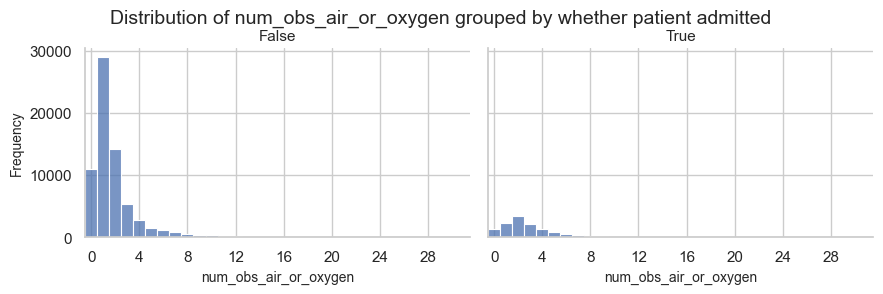 Distribution of num_obs_air_or_oxygen grouped by whether patient admitted
False
True
30000
20000
10000
0
Frequency
0 4 8 12 16 20 24 28
0 4 8 12 16 20 24 28
num_obs_air_or_oxygen
num_obs_air_or_oxygen